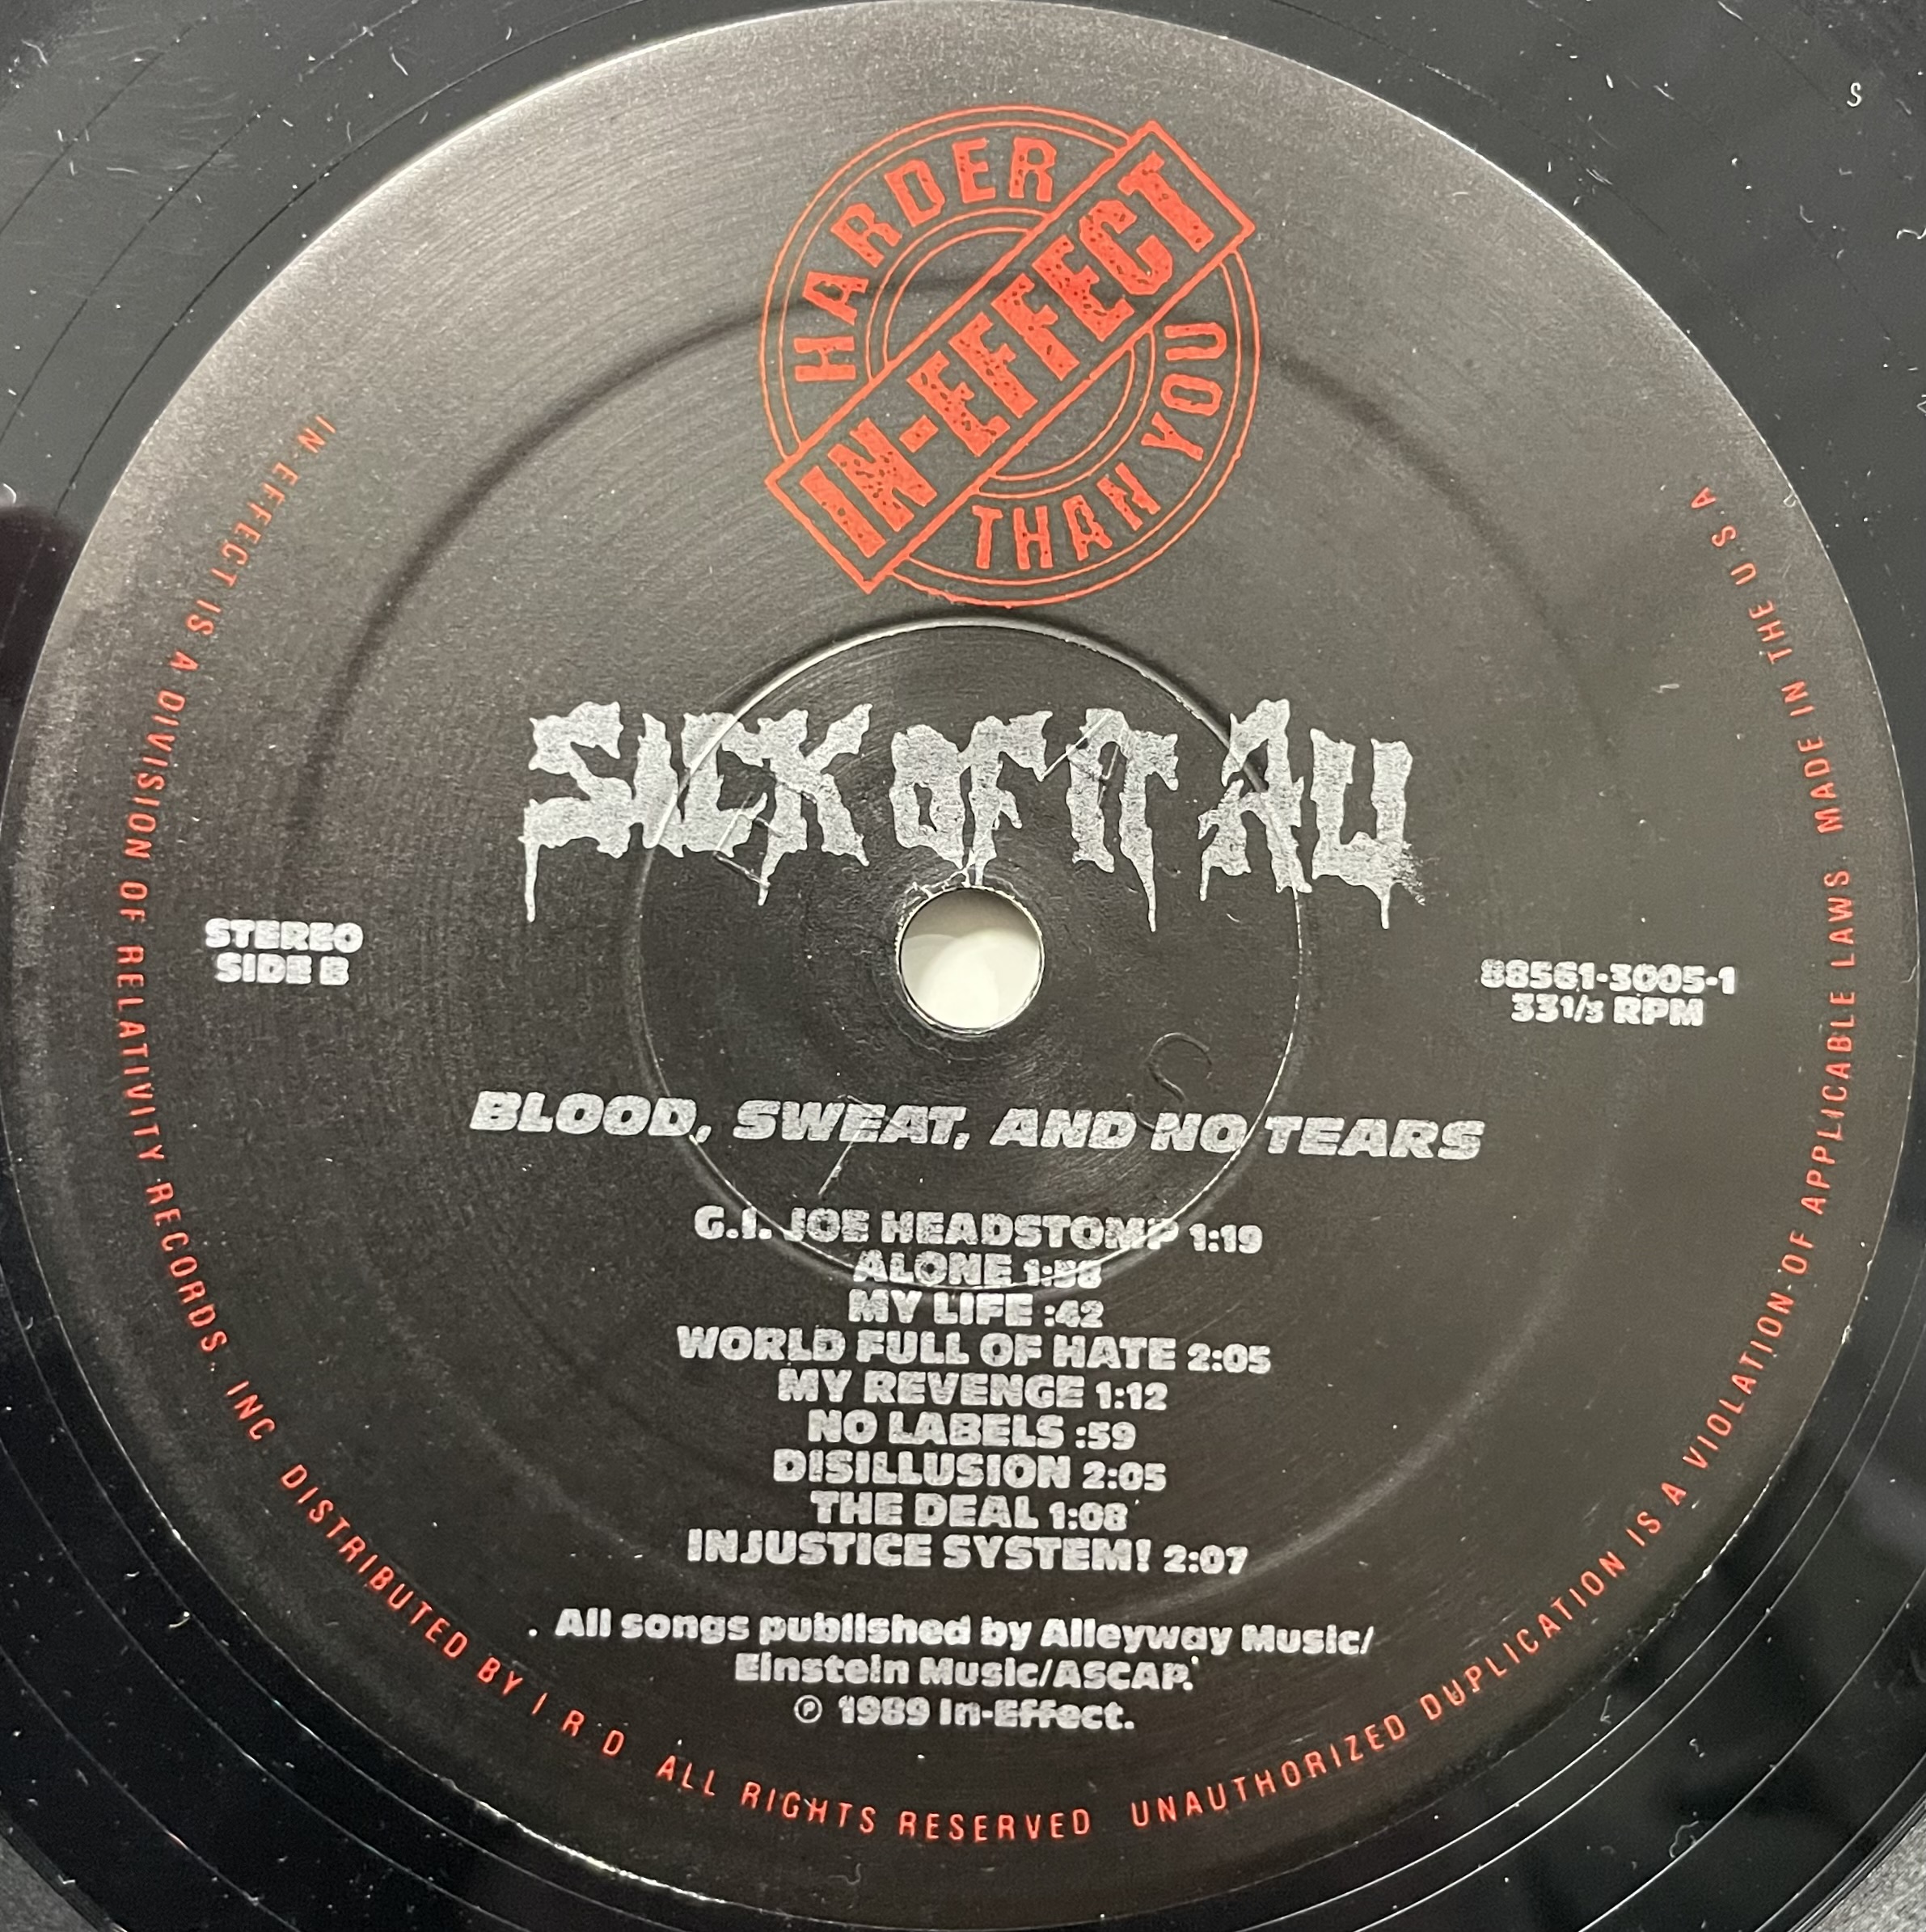 HARDER
IN-EFFECT
THAN YOU
SICK OF IT ALL
STEREO
SIDE B
88561-3005-1
33 1/3 RPM
BLOOD, SWEAT, AND NO TEARS
G.I. JOE HEADSTOMP 1:19
ALONE
MY LIFE :42
WORLD FULL OF HATE 2:05
MY REVENGE 1:12
NO LABELS :59
DISILLUSION 2:05
THE DEAL 1:08
INJUSTICE SYSTEM! 2:07
All songs published by Alleyway Music/
Einstein Music/ASCAP.
℗ 1989 In-Effect.
IN-EFFECT IS A DIVISION OF RELATIVITY RECORDS, INC DISTRIBUTED BY I.R.D ALL RIGHTS RESERVED UNAUTHORIZED DUPLICATION IS A VIOLATION OF APPLICABLE LAWS MADE IN THE U.S.A
S